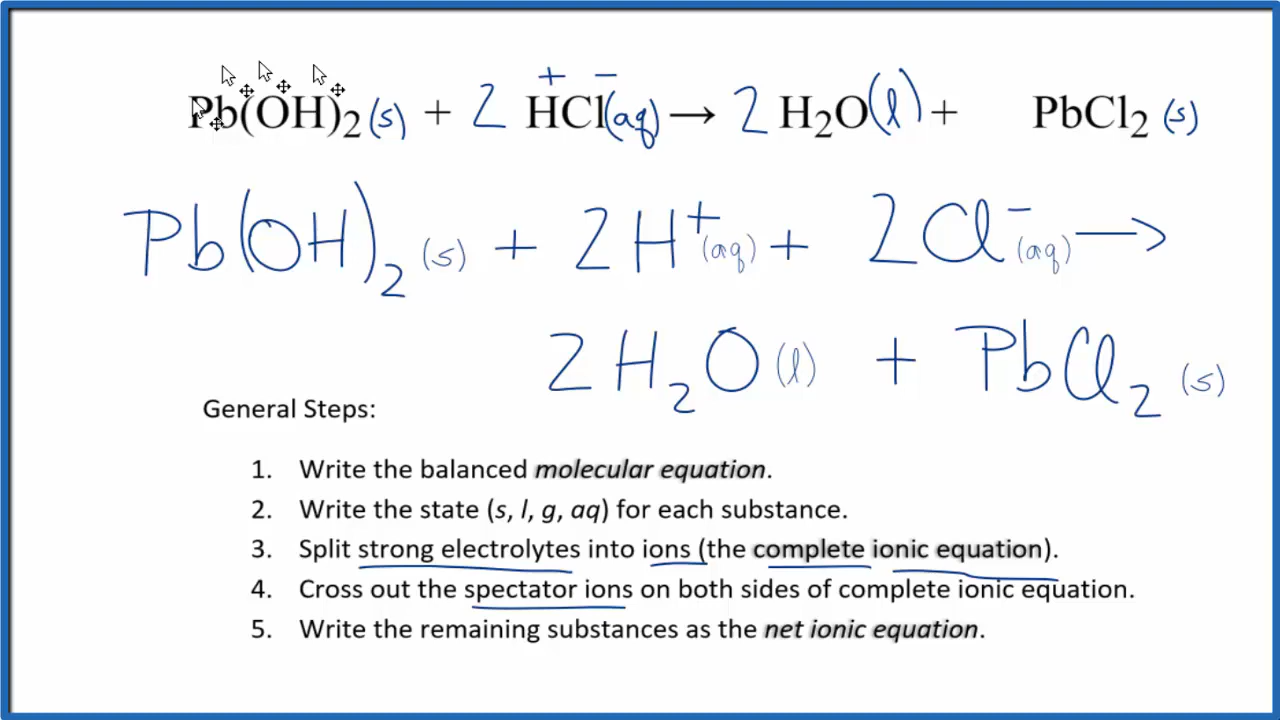 Pb(OH)2 (s) + 2 HCl (aq) → 2 H2O (l) + PbCl2 (s)
+ −
Pb(OH)2 (s) + 2H+ (aq) + 2Cl− (aq) →
2H2O (l) + PbCl2 (s)
General Steps:
1. Write the balanced molecular equation.
2. Write the state (s, l, g, aq) for each substance.
3. Split strong electrolytes into ions (the complete ionic equation).
4. Cross out the spectator ions on both sides of complete ionic equation.
5. Write the remaining substances as the net ionic equation.